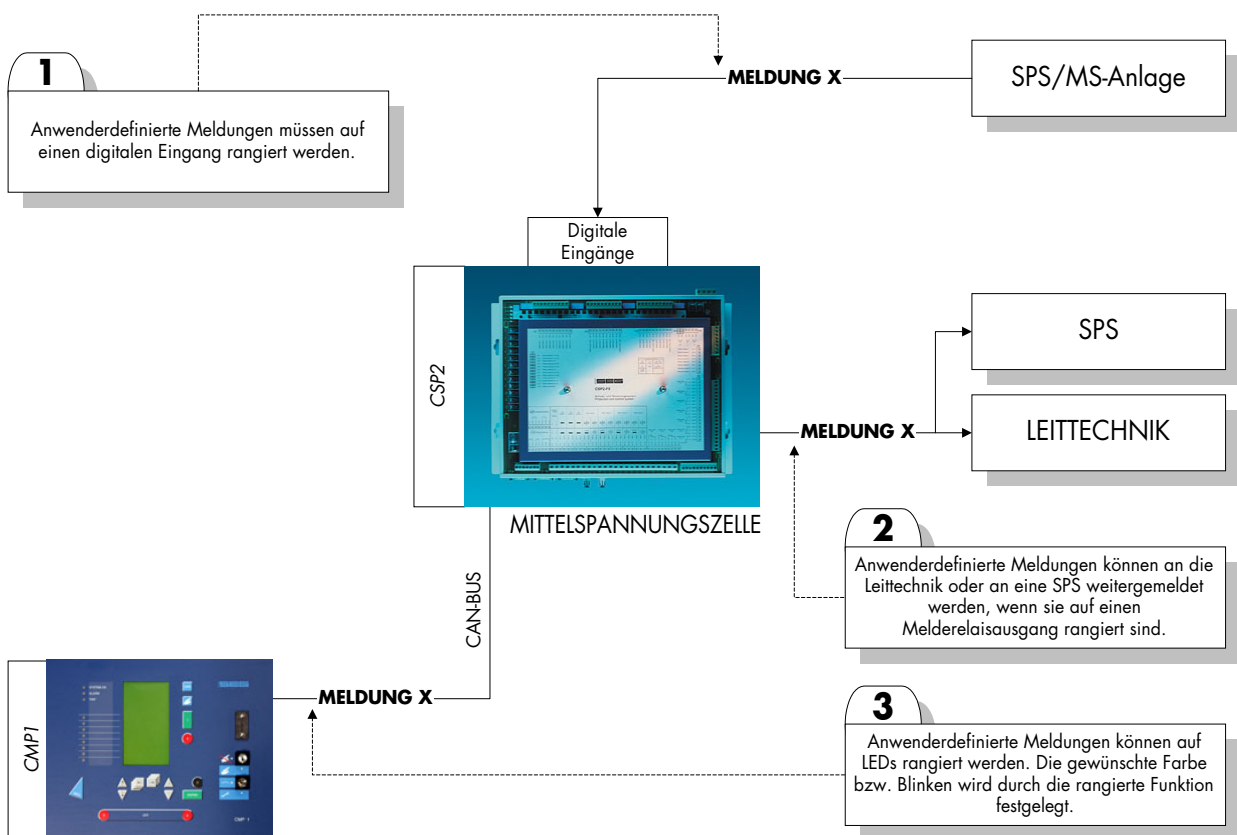 1
Anwenderdefinierte Meldungen müssen auf
einen digitalen Eingang rangiert werden.
MELDUNG X
SPS/MS-Anlage
Digitale
Eingänge
CSP2
MITTELSPANNUNGSZELLE
MELDUNG X
SPS
LEITTECHNIK
2
Anwenderdefinierte Meldungen können an die
Leittechnik oder an eine SPS weitergemeldet
werden, wenn sie auf einen
Melderelaisausgang rangiert sind.
CAN-BUS
CMP1
MELDUNG X
3
Anwenderdefinierte Meldungen können auf
LEDs rangiert werden. Die gewünschte Farbe
bzw. Blinken wird durch die rangierte Funktion
festgelegt.